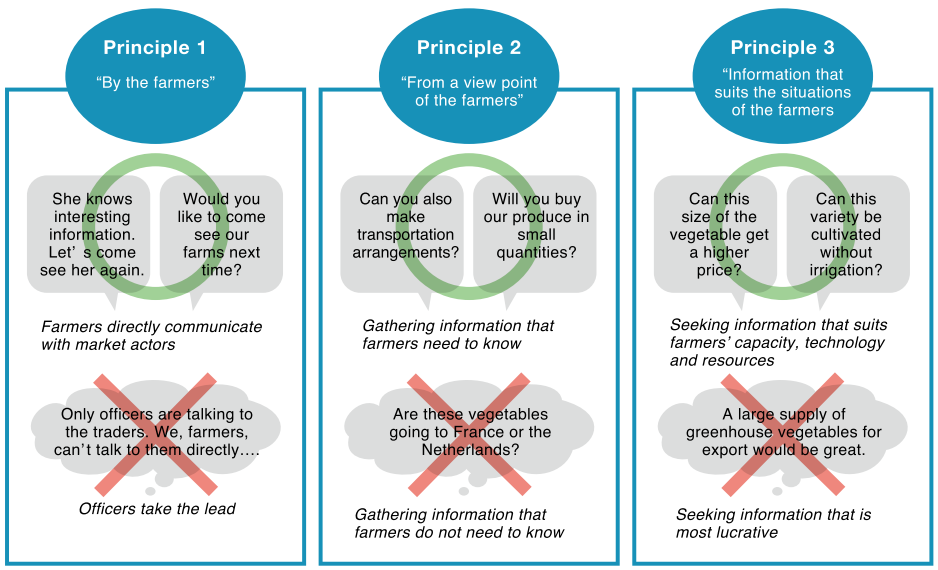 Principle 1
“By the farmers”
She knows
interesting
information.
Let’ s come
see her again.
Would you
like to come
see our
farms next
time?
Farmers directly communicate
with market actors
Only officers are talking to
the traders. We, farmers,
can’t talk to them directly….
Officers take the lead
Principle 2
“From a view point
of the farmers”
Can you also
make
transportation
arrangements?
Will you buy
our produce in
small
quantities?
Gathering information that
farmers need to know
Are these vegetables
going to France or the
Netherlands?
Gathering information that
farmers do not need to know
Principle 3
“Information that
suits the situations
of the farmers
Can this
size of the
vegetable get
a higher
price?
Can this
variety be
cultivated
without
irrigation?
Seeking information that suits
farmers’ capacity, technology
and resources
A large supply of
greenhouse vegetables for
export would be great.
Seeking information that is
most lucrative